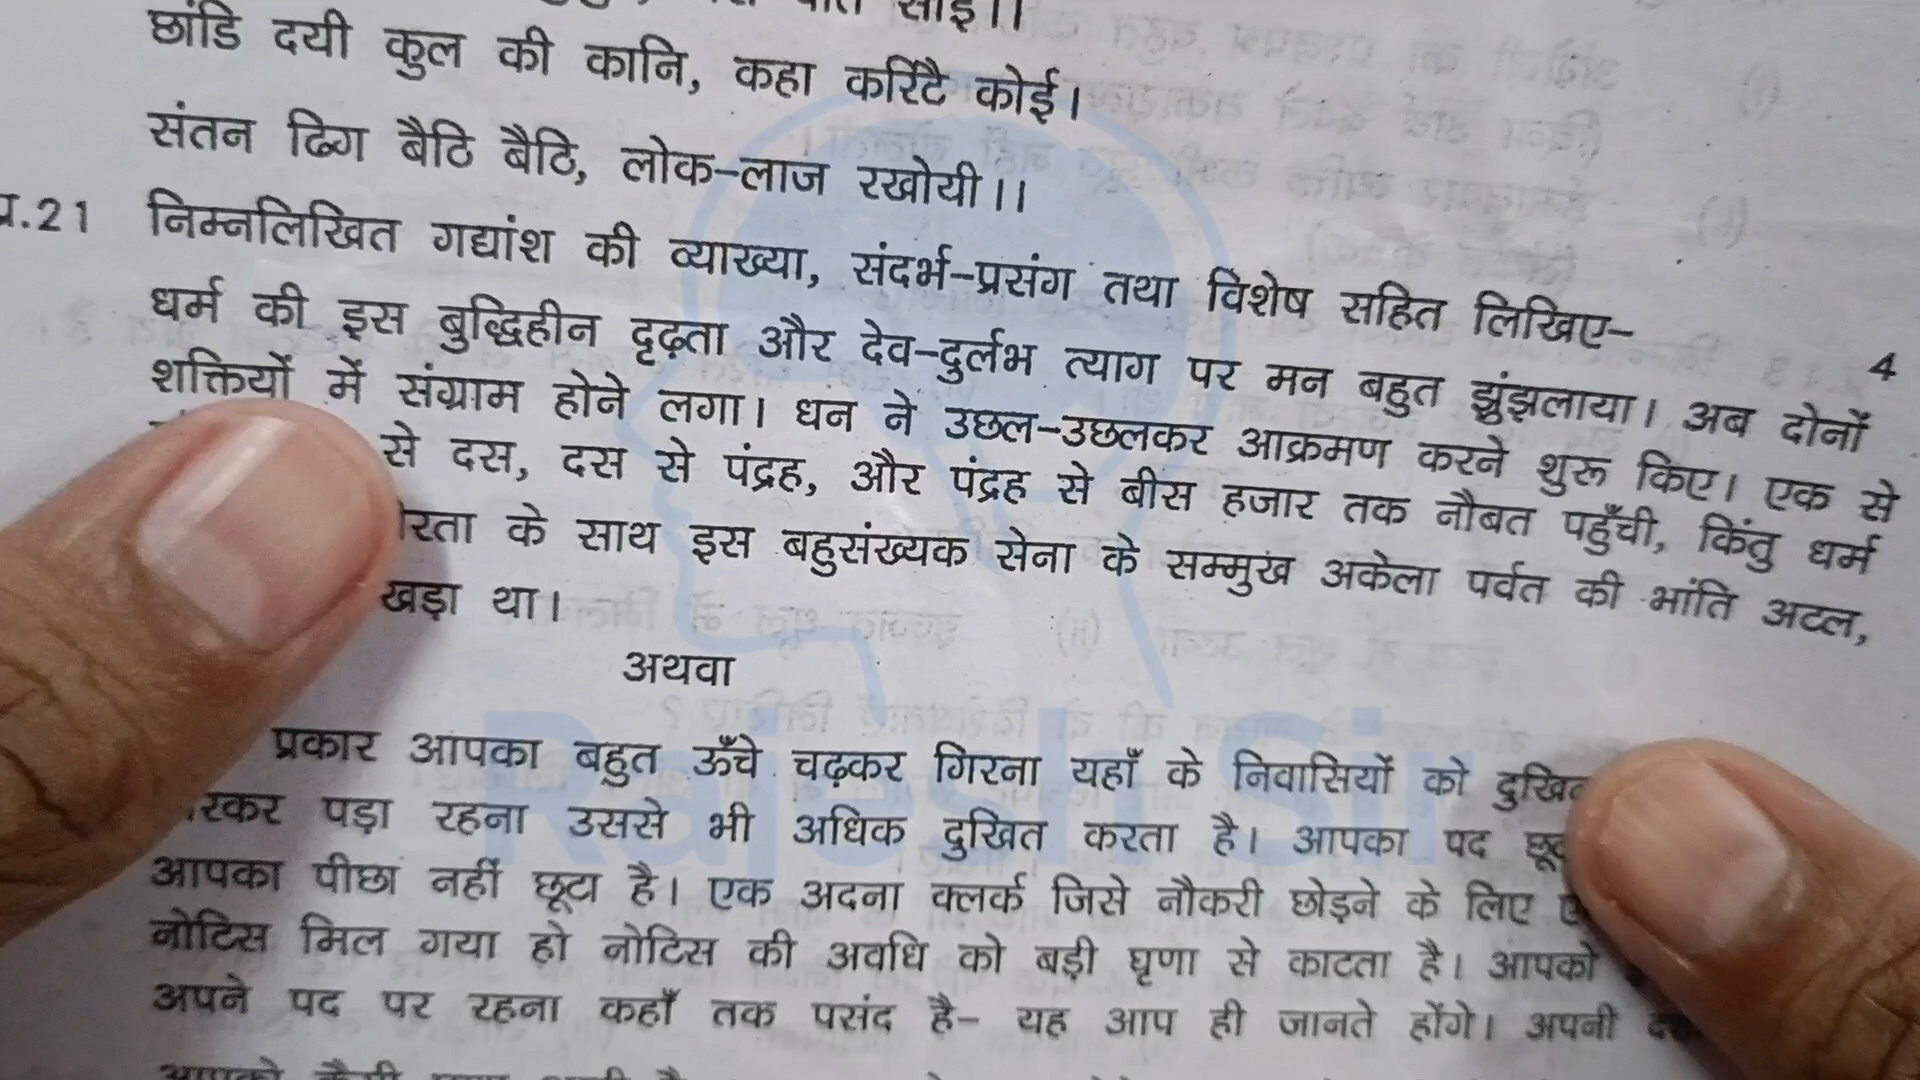 साई।।
छांडि दयी कुल की कानि, कहा करिटै कोई।
संतन ढिग बैठि बैठि, लोक-लाज रखोयी।।
प्र.21 निम्नलिखित गद्यांश की व्याख्या, संदर्भ-प्रसंग तथा विशेष सहित लिखिए- 4
धर्म की इस बुद्धिहीन दृढ़ता और देव-दुर्लभ त्याग पर मन बहुत झुंझलाया। अब दोनों
शक्तियों में संग्राम होने लगा। धन ने उछल-उछलकर आक्रमण करने शुरू किए। एक से
से दस, दस से पंद्रह, और पंद्रह से बीस हजार तक नौबत पहुँची, किंतु धर्म
के साथ इस बहुसंख्यक सेना के सम्मुख अकेला पर्वत की भांति अटल,
खड़ा था।
अथवा
प्रकार आपका बहुत ऊँचे चढ़कर गिरना यहाँ के निवासियों को
पड़ा रहना उससे भी अधिक दुखित करता है। आपका पद
आपका पीछा नहीं छूटा है। एक अदना क्लर्क जिसे नौकरी छोड़ने के लिए
नोटिस मिल गया हो नोटिस की अवधि को बड़ी घृणा से काटता है। आपको
अपने पद पर रहना कहाँ तक पसंद है- यह आप ही जानते होंगे। अपनी
Rajesh Sir